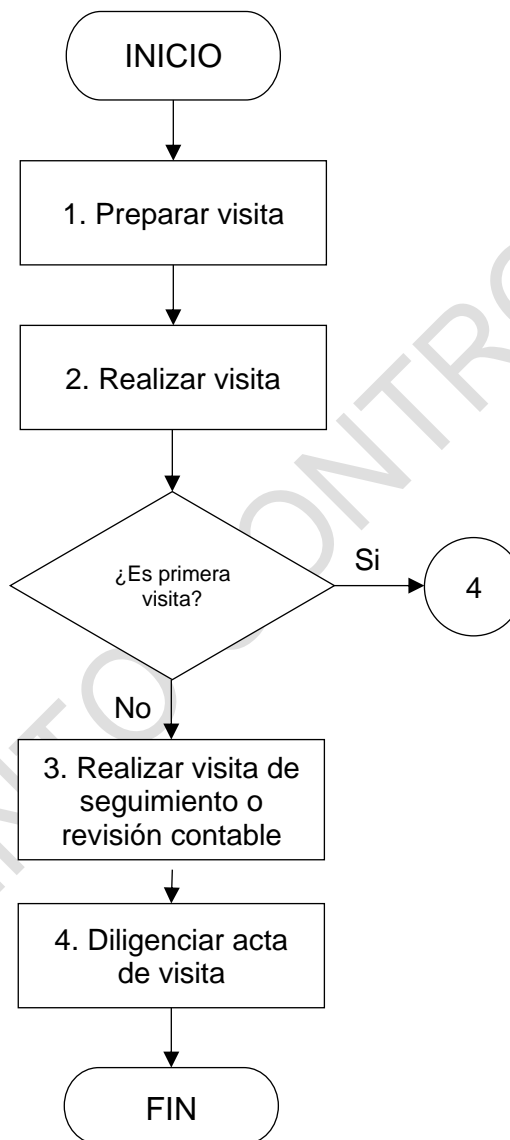 INICIO
1. Preparar visita
2. Realizar visita
¿Es primera
visita?
Si
4
No
3. Realizar visita de
seguimiento o
revisión contable
4. Diligenciar acta
de visita
FIN